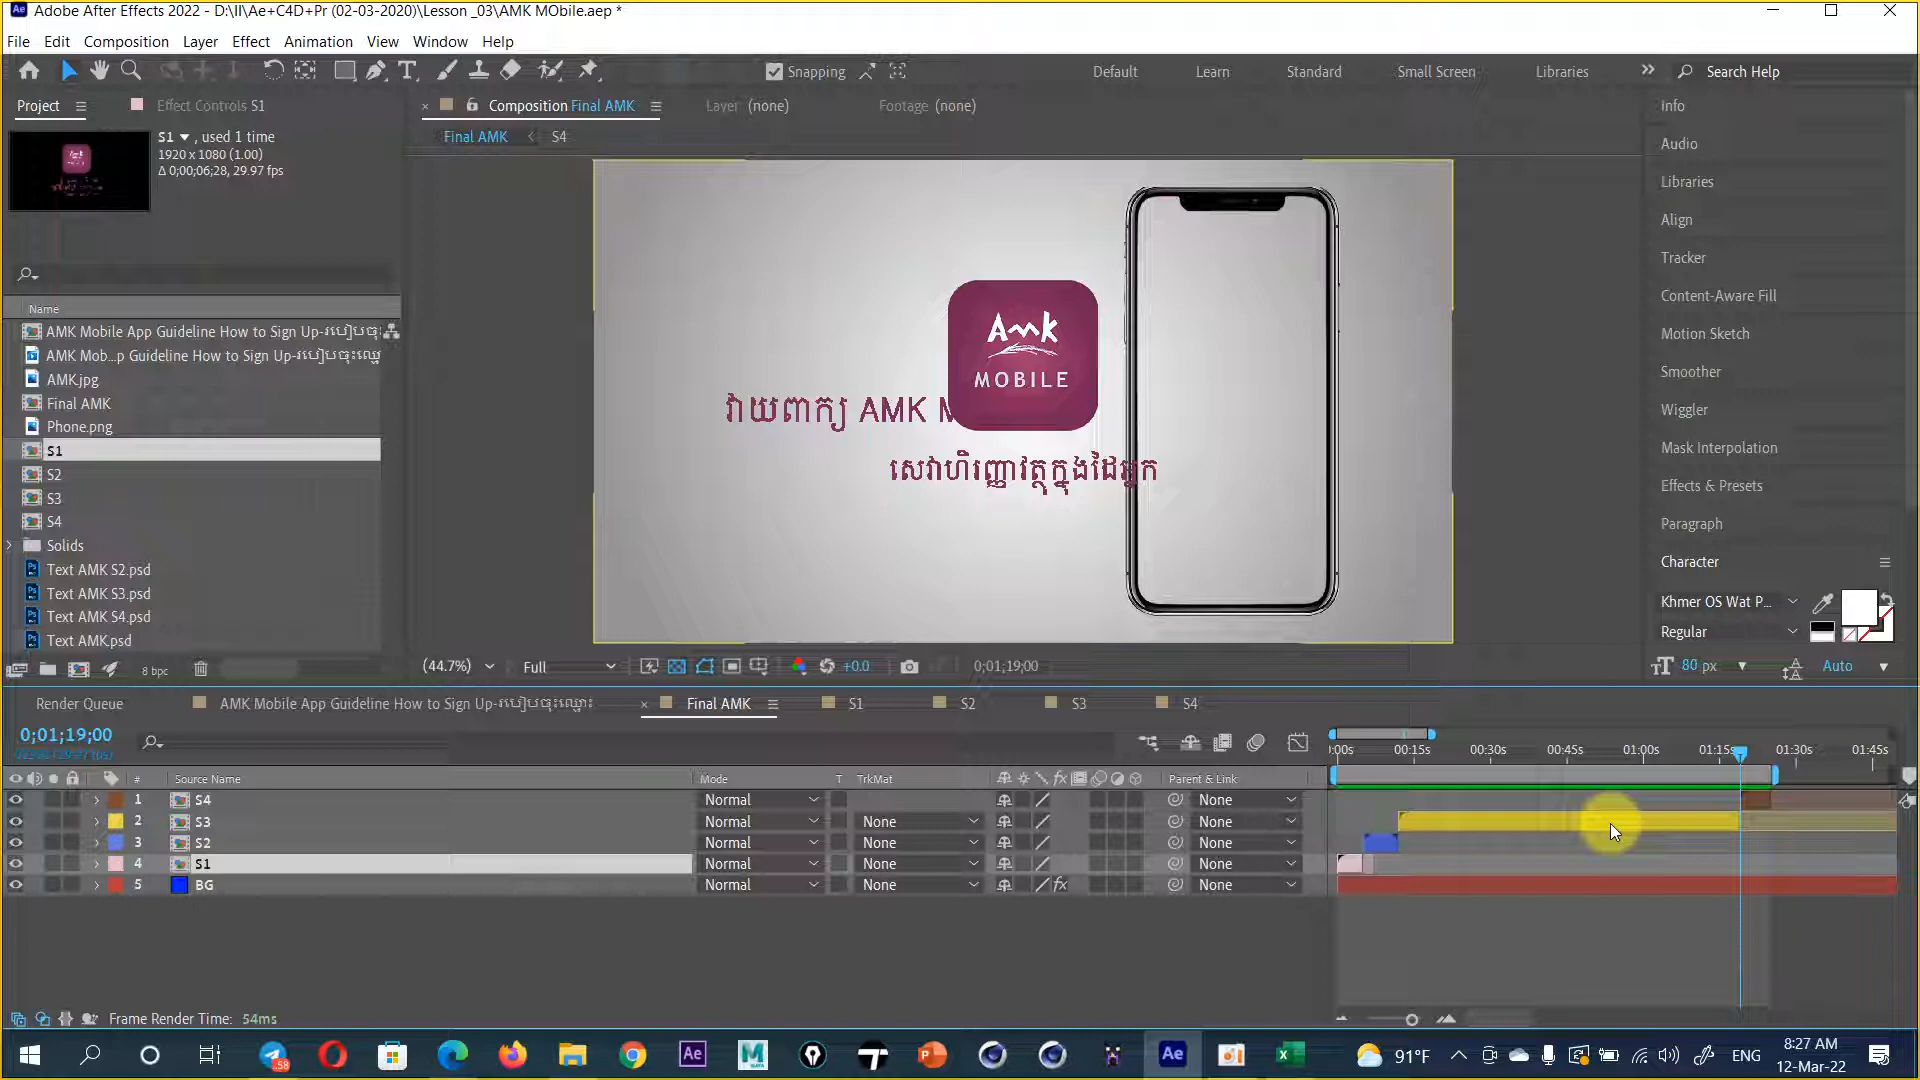 Adobe After Effects 2022 - D:\II\Ae+C4D+Pr (02-03-2020)\Lesson _03\AMK MObile.aep *
File Edit Composition Layer Effect Animation View Window Help
Snapping Default Learn Standard Small Screen Libraries Search Help
Project Effect Controls S1 Composition Final AMK Layer (none) Footage (none) Info
S1 , used 1 time
1920 x 1080 (1.00)
Δ 0;00;06;28, 29.97 fps
Final AMK S4
Audio
Libraries
Align
Tracker
Content-Aware Fill
Motion Sketch
Smoother
Wiggler
Mask Interpolation
Effects & Presets
Paragraph
Character
Khmer OS Wat P...
Regular
80 px Auto
Name
AMK Mobile App Guideline How to Sign Up-របៀបចុះ
AMK Mob...p Guideline How to Sign Up-របៀបចុះឈ្មោ
AMK.jpg
Final AMK
Phone.png
S1
S2
S3
S4
Solids
Text AMK S2.psd
Text AMK S3.psd
Text AMK S4.psd
Text AMK.psd
8 bpc
Amk
MOBILE
វាយពាក្យ AMK M
សេវាហិរញ្ញាវត្ថុក្នុងដៃអ្នក
(44.7%) Full +0.0 0;01;19;00
Render Queue AMK Mobile App Guideline How to Sign Up-របៀបចុះឈ្មោះ Final AMK S1 S2 S3 S4
0;01;19;00
:00s 00:15s 00:30s 00:45s 01:00s 01:15s 01:30s 01:45s
# Source Name Mode T TrkMat Parent & Link
1 S4 Normal None
2 S3 Normal None None
3 S2 Normal None None
4 S1 Normal None None
5 BG Normal None None
Frame Render Time: 54ms
58 91°F ENG 8:27 AM
12-Mar-22